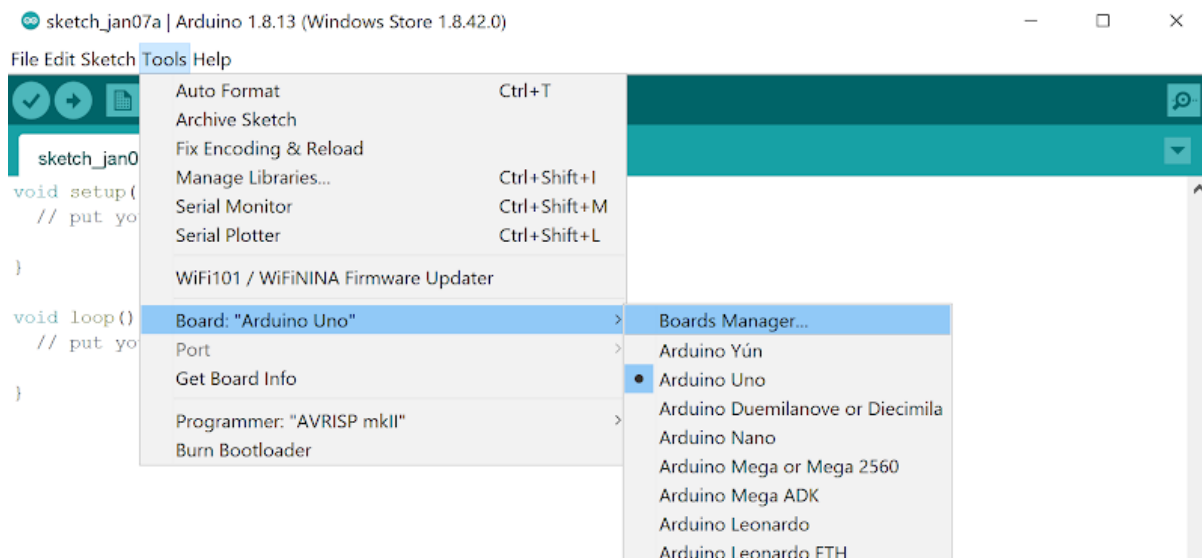 sketch_jan07a | Arduino 1.8.13 (Windows Store 1.8.42.0)
File Edit Sketch Tools Help
sketch_jan0
void setup(
// put yo
}
void loop()
// put yo
}
Auto Format Ctrl+T
Archive Sketch
Fix Encoding & Reload
Manage Libraries... Ctrl+Shift+I
Serial Monitor Ctrl+Shift+M
Serial Plotter Ctrl+Shift+L
WiFi101 / WiFiNINA Firmware Updater
Board: "Arduino Uno"
Port
Get Board Info
Programmer: "AVRISP mkII"
Burn Bootloader
Boards Manager...
Arduino Yún
Arduino Uno
Arduino Duemilanove or Diecimila
Arduino Nano
Arduino Mega or Mega 2560
Arduino Mega ADK
Arduino Leonardo
Arduino Leonardo ETH